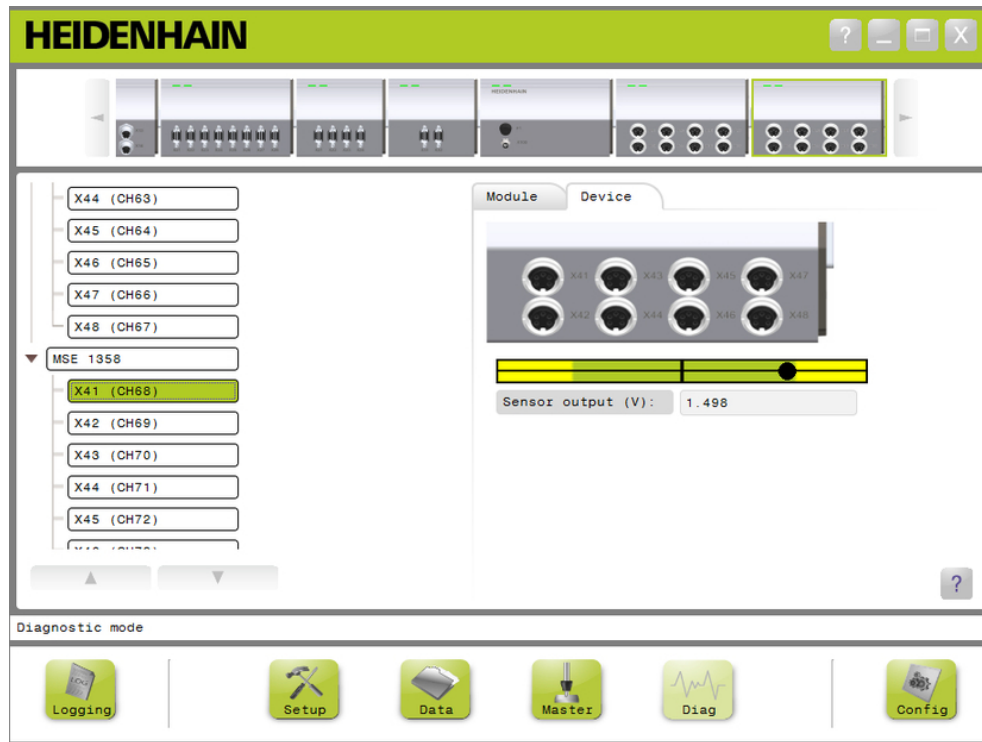 HEIDENHAIN
?
X
HEIDENHAIN
X44 (CH63)
X45 (CH64)
X46 (CH65)
X47 (CH66)
X48 (CH67)
MSE 1358
X41 (CH68)
X42 (CH69)
X43 (CH70)
X44 (CH71)
X45 (CH72)
Module Device
X41 X43 X45 X47
X42 X44 X46 X48
Sensor output (V): 1.498
?
Diagnostic mode
LOG
Logging Setup Data Master Diag Config